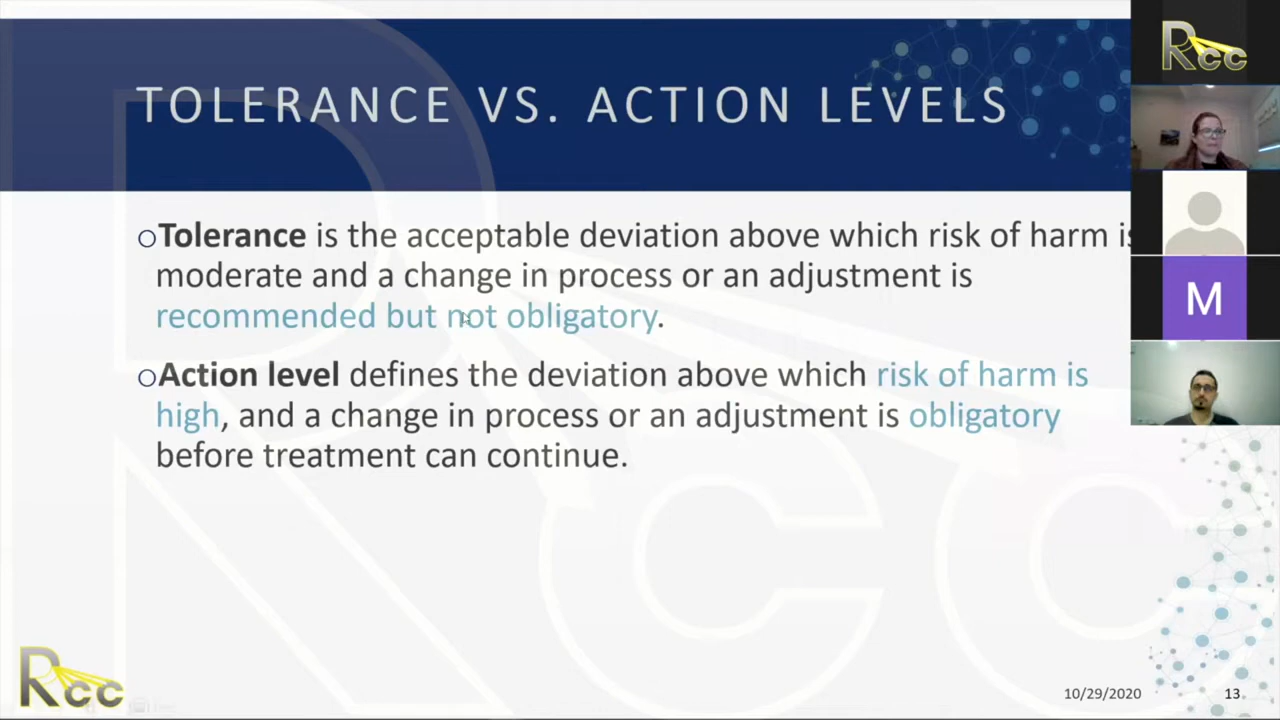 TOLERANCE VS. ACTION LEVELS
Rcc
oTolerance is the acceptable deviation above which risk of harm is
moderate and a change in process or an adjustment is
recommended but not obligatory.
M
oAction level defines the deviation above which risk of harm is
high, and a change in process or an adjustment is obligatory
before treatment can continue.
Rcc
10/29/2020
13